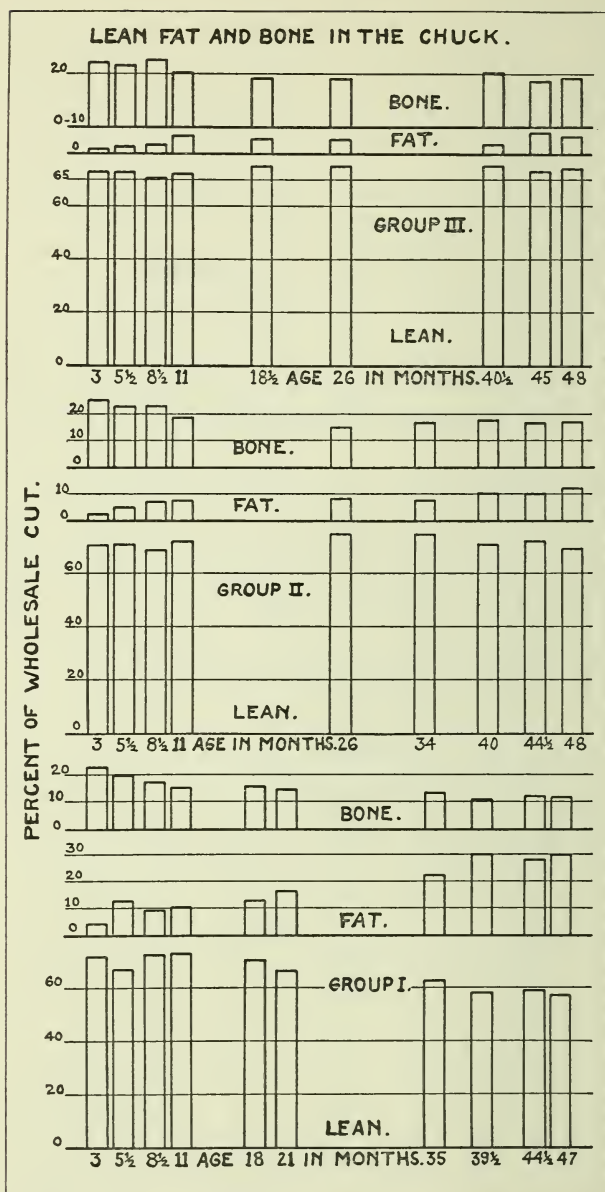 LEAN FAT AND BONE IN THE CHUCK.
20
BONE.
0-10
FAT.
0
65
60
GROUP III.
40
20
LEAN.
0
3 5½ 8½ 11 18½ AGE 26 IN MONTHS. 40½ 45 48
20
10
BONE.
0
10
FAT.
0
60
GROUP II.
40
20
LEAN.
0
3 5½ 8½ 11 AGE IN MONTHS. 26 34 40 44½ 48
20
10
BONE.
0
30
20
10
FAT.
0
60
GROUP I.
40
20
LEAN.
0
3 5½ 8½ 11 AGE 18 21 IN MONTHS. 35 39½ 44½ 47
PERCENT OF WHOLESALE CUT.